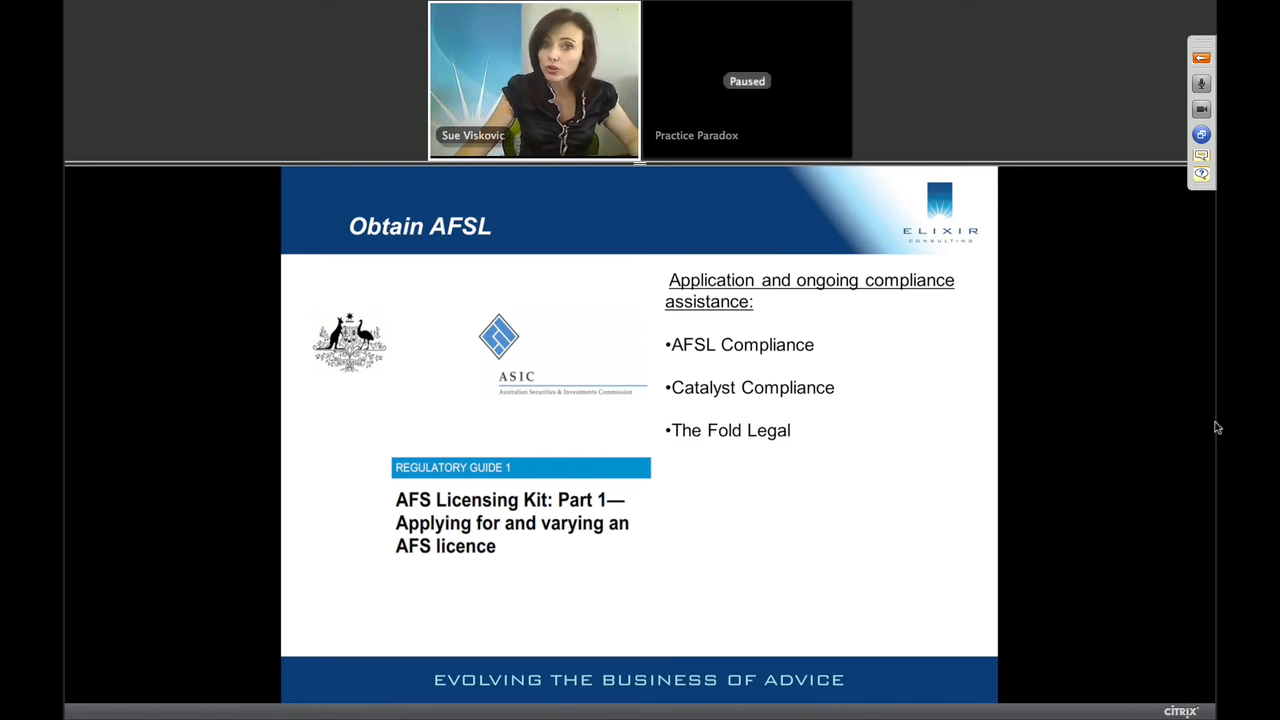 Paused
Sue Viskovic
Practice Paradox
Obtain AFSL
ELIXIR
CONSULTING
Application and ongoing compliance
assistance:
•AFSL Compliance
•Catalyst Compliance
•The Fold Legal
ASIC
Australian Securities & Investments Commission
REGULATORY GUIDE 1
AFS Licensing Kit: Part 1—
Applying for and varying an
AFS licence
EVOLVING THE BUSINESS OF ADVICE
CITRIX